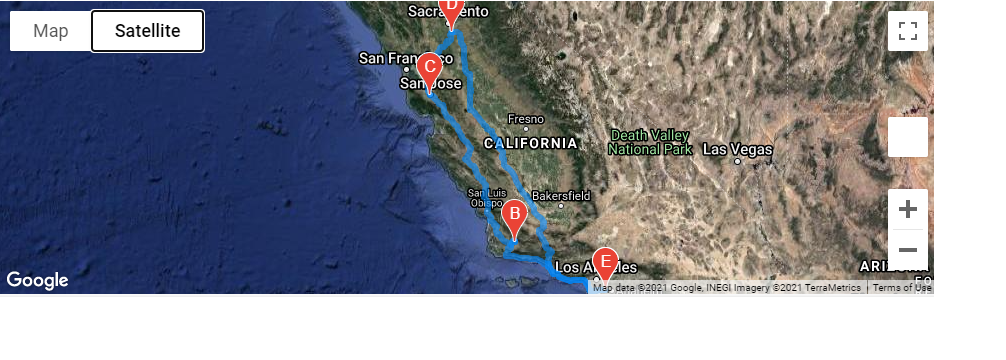 Map
Satellite
D
Sacramento
San Francisco
C
San Jose
Fresno
CALIFORNIA
Death Valley
National Park
Las Vegas
San Luis
Obispo
Bakersfield
B
E
Los Angeles
Google
Map data ©2021 Google, INEGI Imagery ©2021 TerraMetrics
Terms of Use